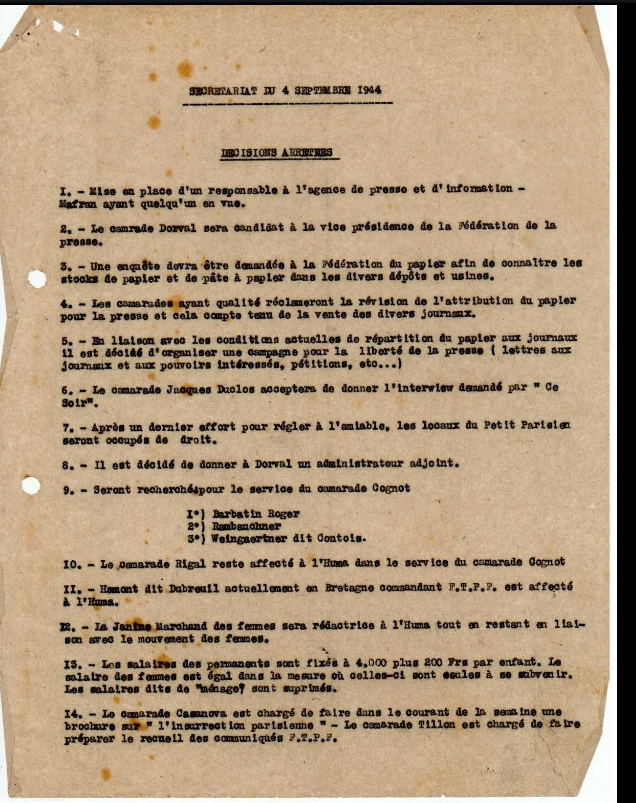 SECRETARIAT DU 4 SEPTEMBRE I944
DECISIONS ARRETEES
I. - Mise en place d'un responsable à l'agence de presse et d'information -
Mafran ayant quelqu'un en vue.
2. - Le camrade Dorval sera candidat à la vice présidence de la Fédération de la
presse.
3. - Une enquête devra être demandée à la Fédération du papier afin de connaître les
stocks de papier et de pâte à papier dans les divers dépôts et usines.
4. - Les camarades ayant qualité réclameront la révision de l'attribution du papier
pour la presse et cela compte tenu de la vente des divers journaux.
5. - En liaison avec les conditions actuelles de répartition du papier aux journaux
il est décidé d'organiser une campagne pour la liberté de la presse ( lettres aux
journaux et aux pouvoirs intéressés, pétitions, etc...)
6. - Le camarade Jacques Duclos acceptera de donner l'interview demandé par " Ce
Soir".
7. - Après un dernier effort pour régler à l'amiable, les locaux du Petit Parisien
seront occupés de droit.
8. - Il est décidé de donner à Dorval un administrateur adjoint.
9. - Seront recherchés pour le service du camarade Cognot
I°) Barbatin Roger
2°) Rambauchner
3°) Weingaertner dit Contois.
I0. - Le camarade Rigal reste affecté à l'Huma dans le service du camarade Cognot
II. - Hamont dit Dubreuil actuellement en Bretagne commandant F.T.P.F. est affecté
à l'Huma.
I2. - La Janine Marchand des femmes sera rédactrice à l'Huma tout en restant en liai-
son avec le mouvement des femmes.
I3. - Les salaires des permanents sont fixés à 4.000 plus 200 Frs par enfant. Le
salaire des femmes est égal dans la mesure où celles-ci sont seules à se subvenir.
Les salaires dits de "ménage" sont suprimés.
I4. - Le camarade Casanova est chargé de faire dans le courant de la semaine une
brochure sur " l'insurrection parisienne " - Le camarade Tillon est chargé de faire
préparer le recueil des communiqués F.T.P.F.